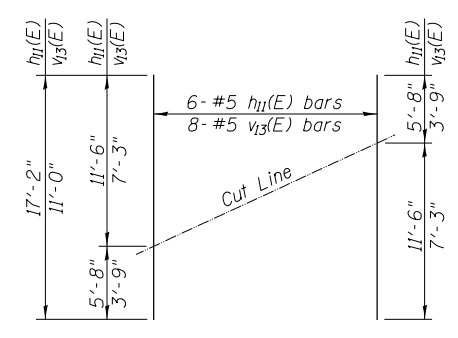 h11(E)
v13(E)
h11(E)
v13(E)
h11(E)
v13(E)
6- #5 h11(E) bars
8- #5 v13(E) bars
17'-2"
11'-0"
11'-6"
7'-3"
5'-8"
3'-9"
Cut Line
5'-8"
3'-9"
11'-6"
7'-3"